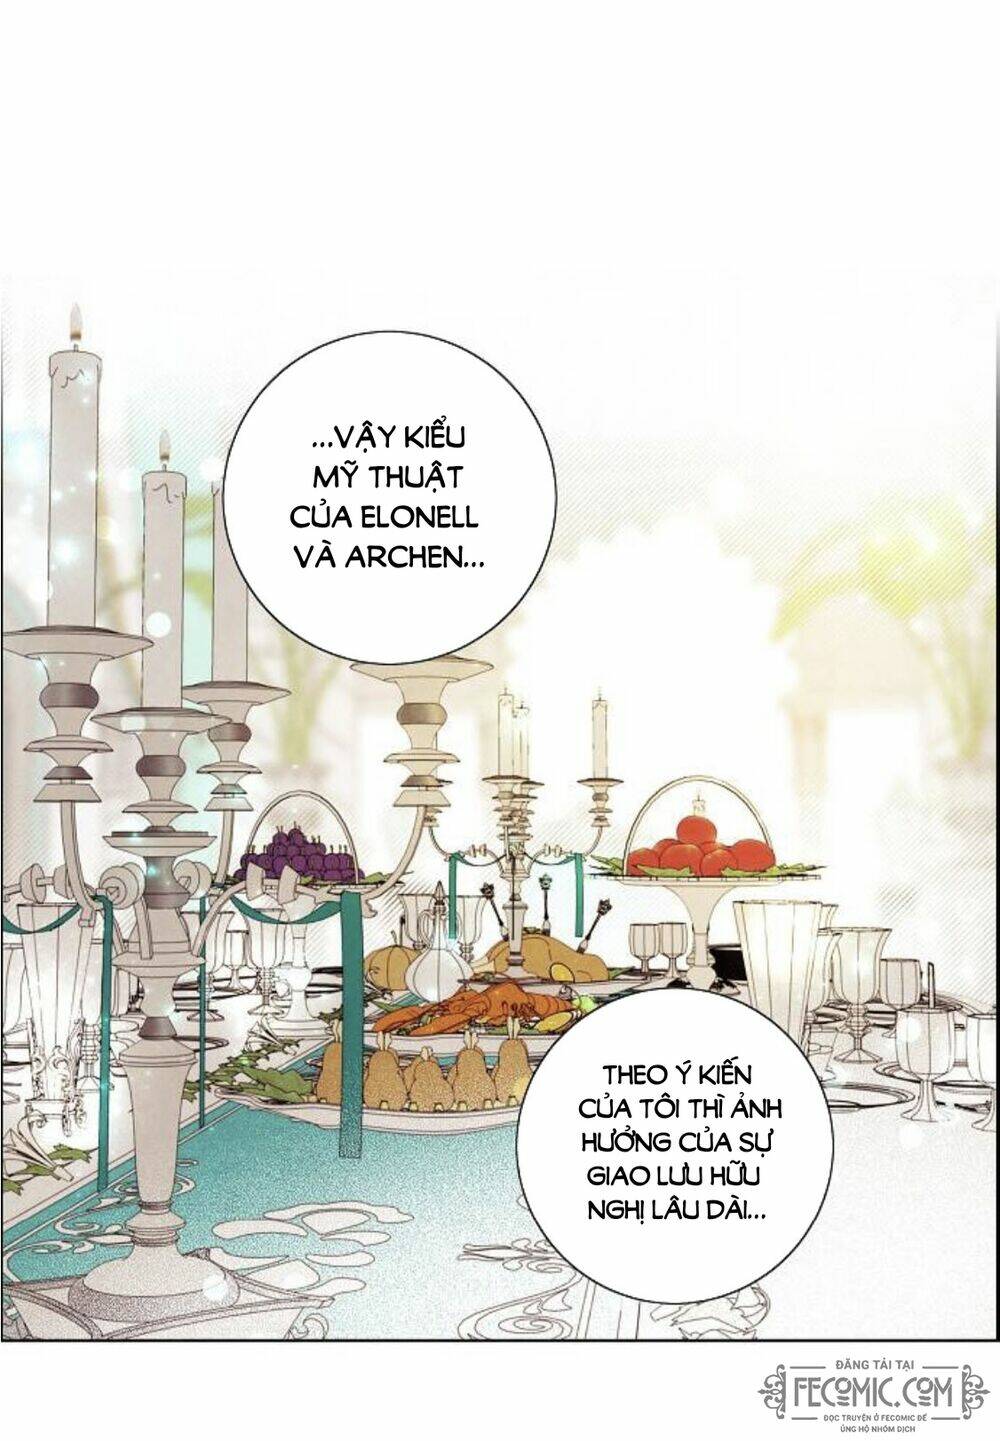 ...VẬY KIỂU
MỸ THUẬT
CỦA ELONELL
VÀ ARCHEN...
THEO Ý KIẾN
CỦA TÔI THÌ ẢNH
HƯỞNG CỦA SỰ
GIAO LƯU HỮU
NGHỊ LÂU DÀI...
ĐĂNG TẢI TẠI
FECOMIC.COM
ĐỌC TRUYỆN Ở FECOMIC ĐỂ
ỦNG HỘ NHÓM DỊCH